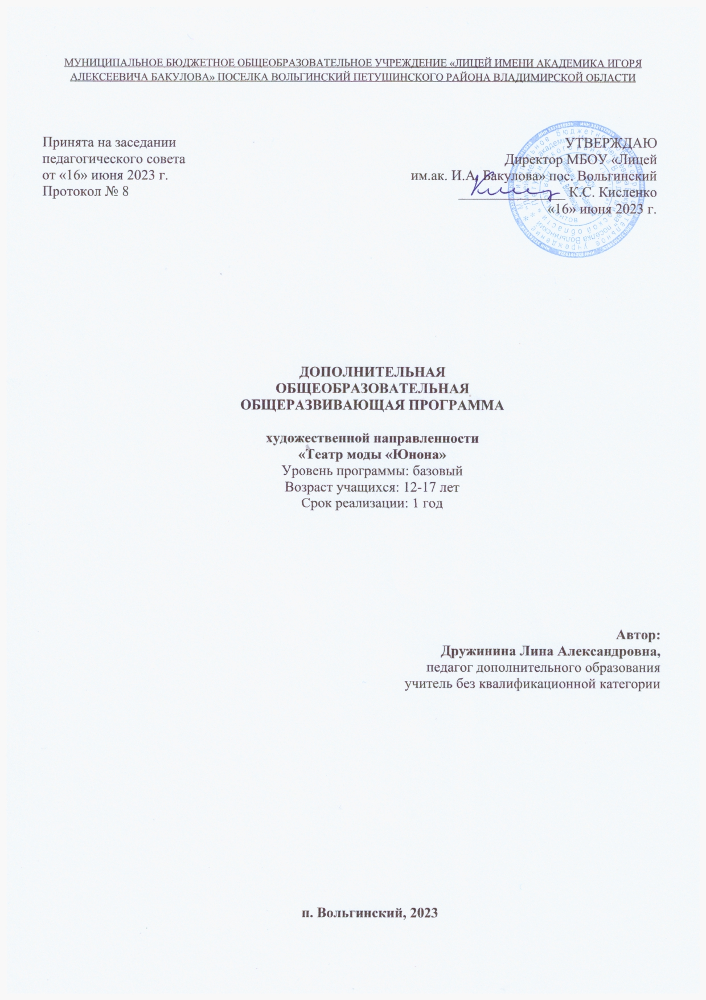 МУНИЦИПАЛЬНОЕ БЮДЖЕТНОЕ ОБЩЕОБРАЗОВАТЕЛЬНОЕ УЧРЕЖДЕНИЕ «ЛИЦЕЙ ИМЕНИ АКАДЕМИКА ИГОРЯ
АЛЕКСЕЕВИЧА БАКУЛОВА» ПОСЕЛКА ВОЛЬГИНСКИЙ ПЕТУШИНСКОГО РАЙОНА ВЛАДИМИРСКОЙ ОБЛАСТИ
Принята на заседании
педагогического совета
от «16» июня 2023 г.
Протокол № 8
УТВЕРЖДАЮ
Директор МБОУ «Лицей
им.ак. И.А. Бакулова» пос. Вольгинский
К.С. Кисленко
«16» июня 2023 г.
ДОПОЛНИТЕЛЬНАЯ
ОБЩЕОБРАЗОВАТЕЛЬНАЯ
ОБЩЕРАЗВИВАЮЩАЯ ПРОГРАММА
художественной направленности
«Театр моды «Юнона»
Уровень программы: базовый
Возраст учащихся: 12-17 лет
Срок реализации: 1 год
Автор:
Дружинина Лина Александровна,
педагог дополнительного образования
учитель без квалификационной категории
п. Вольгинский, 2023